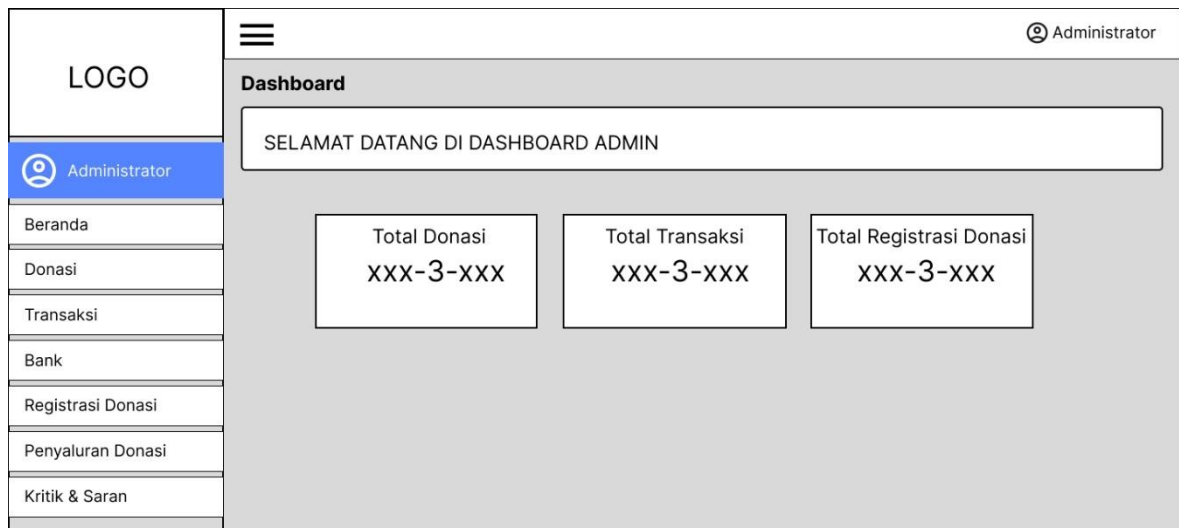 LOGO
Administrator
Beranda
Donasi
Transaksi
Bank
Registrasi Donasi
Penyaluran Donasi
Kritik & Saran
Administrator
Dashboard
SELAMAT DATANG DI DASHBOARD ADMIN
Total Donasi
xxx-3-xxx
Total Transaksi
xxx-3-xxx
Total Registrasi Donasi
xxx-3-xxx